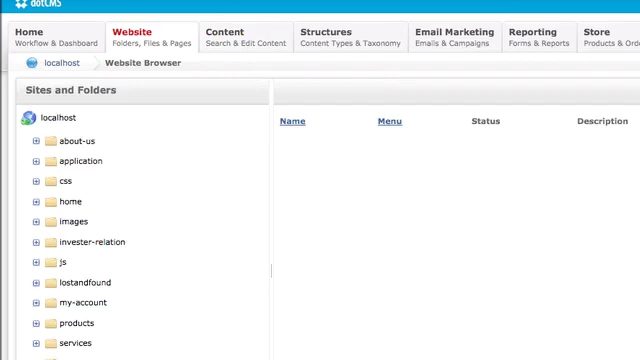 dotCMS
Home Website Content Structures Email Marketing Reporting Store
Workflow & Dashboard Folders, Files & Pages Search & Edit Content Content Types & Taxonomy Emails & Campaigns Forms & Reports Products &
localhost Website Browser
Sites and Folders
Name Menu Status Description
localhost
about-us
application
css
home
images
invester-relation
js
lostandfound
my-account
products
services